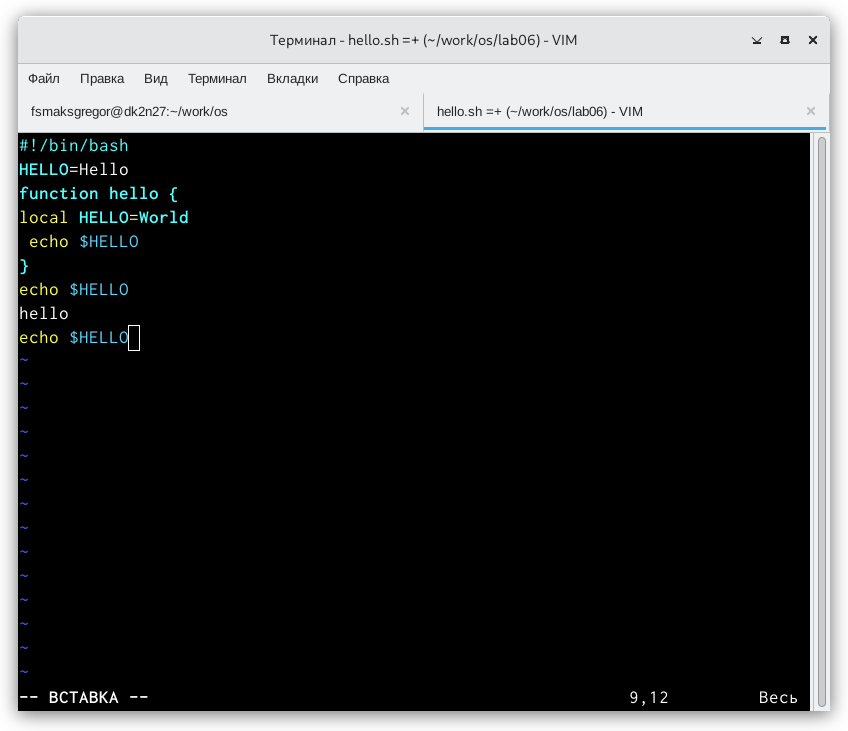 Терминал - hello.sh =+ (~/work/os/lab06) - VIM
Файл Правка Вид Терминал Вкладки Справка
fsmaksgregor@dk2n27:~/work/os
hello.sh =+ (~/work/os/lab06) - VIM
#!/bin/bash
HELLO=Hello
function hello {
local HELLO=World
 echo $HELLO
}
echo $HELLO
hello
echo $HELLO
~
~
~
~
~
~
~
~
~
~
~
~
~
~
-- ВСТАВКА -- 9,12 Весь